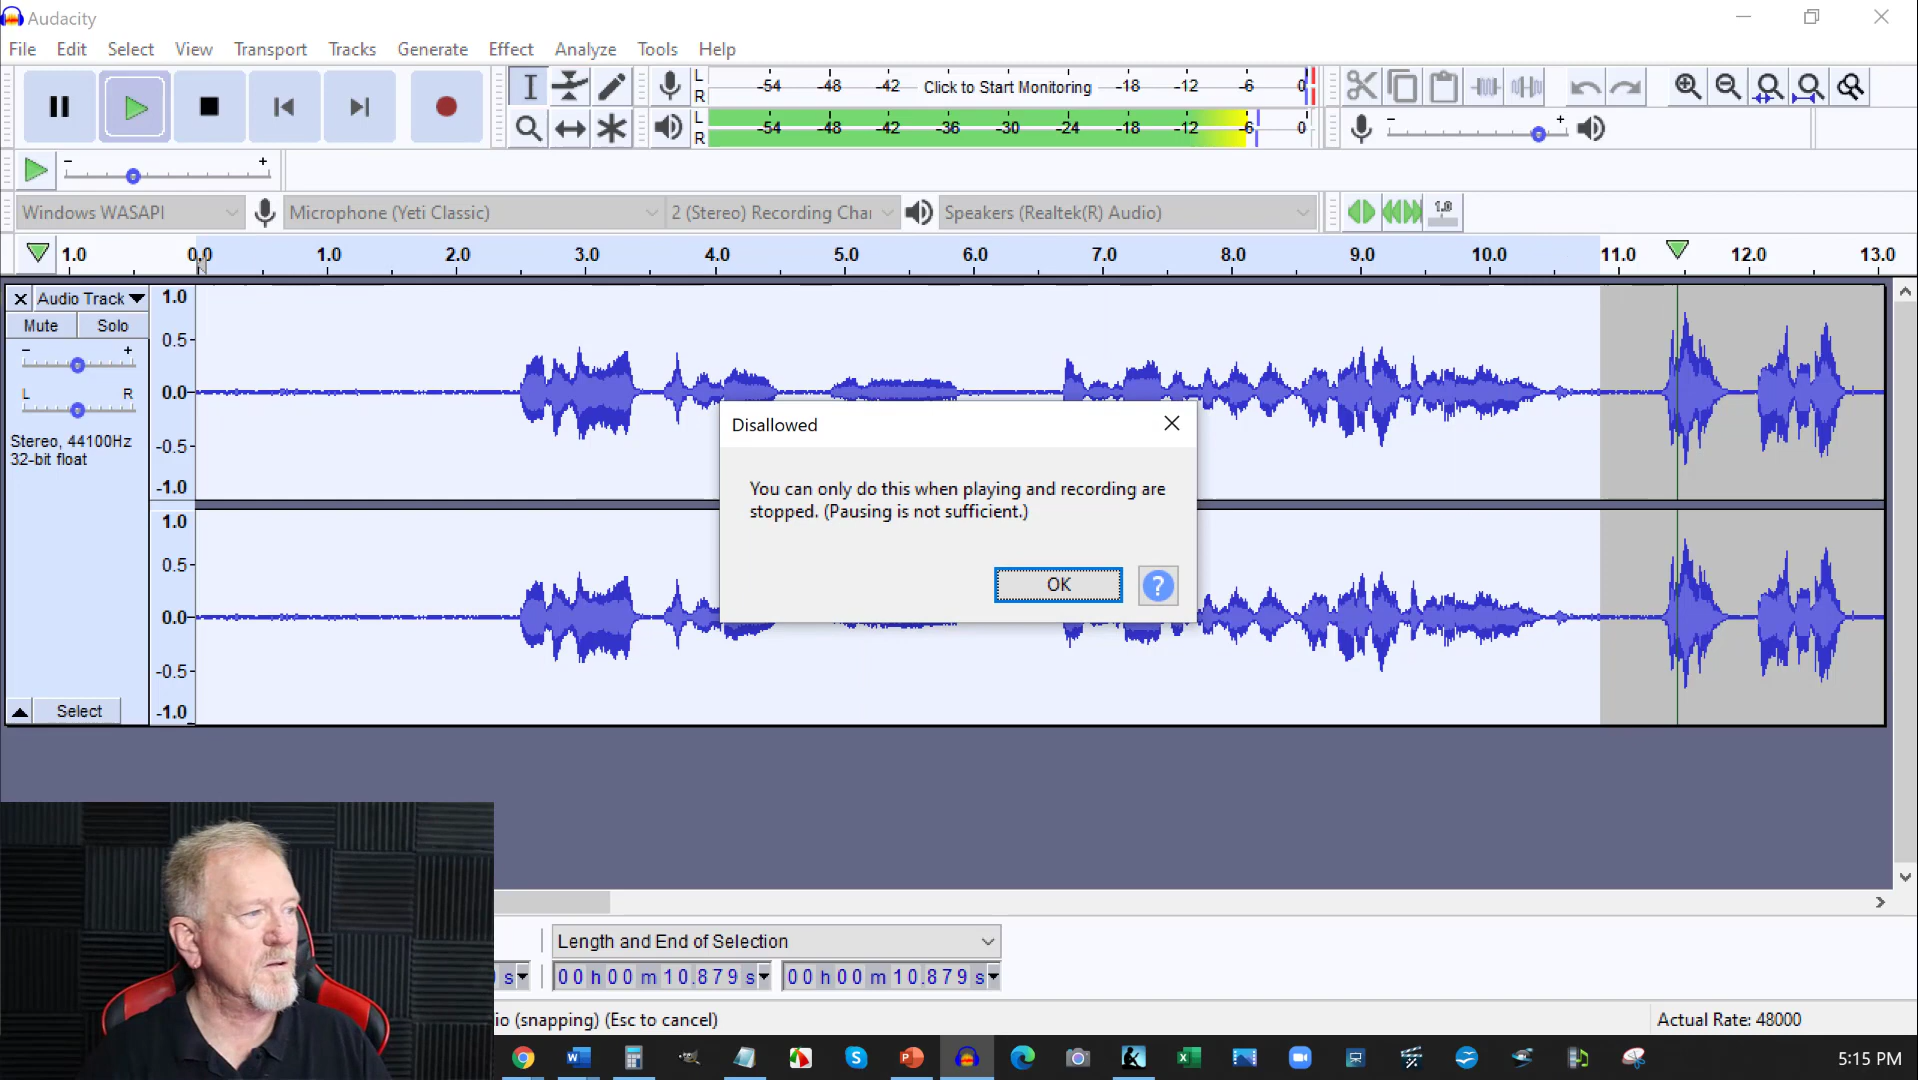 Audacity
File Edit Select View Transport Tracks Generate Effect Analyze Tools Help
L
R
-54 -48 -42 Click to Start Monitoring -18 -12 -6 0
L
R
-54 -48 -42 -36 -30 -24 -18 -12 -6 0
- +
- +
Windows WASAPI Microphone (Yeti Classic) 2 (Stereo) Recording Char Speakers (Realtek(R) Audio)
1.0 0.0 1.0 2.0 3.0 4.0 5.0 6.0 7.0 8.0 9.0 10.0 11.0 12.0 13.0
Audio Track
Mute Solo
- +
L R
Stereo, 44100Hz
32-bit float
Select
1.0
0.5
0.0
-0.5
-1.0
1.0
0.5
0.0
-0.5
-1.0
Disallowed
You can only do this when playing and recording are
stopped. (Pausing is not sufficient.)
OK ?
Length and End of Selection
s 00 h 00 m 10.879 s 00 h 00 m 10.879 s
io (snapping) (Esc to cancel)
Actual Rate: 48000
5:15 PM